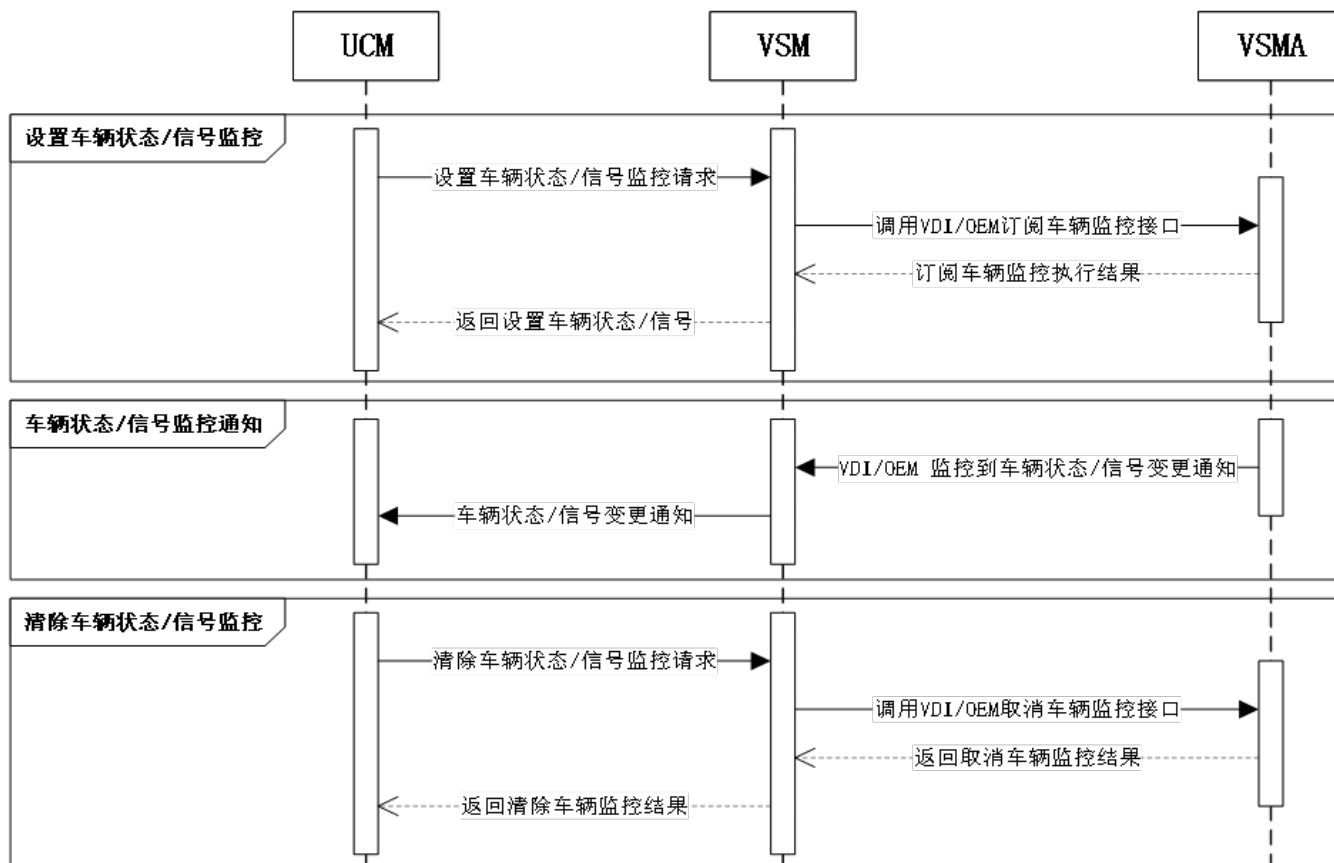 UCM
VSM
VSMA
设置车辆状态/信号监控
设置车辆状态/信号监控请求
调用VDI/OEM订阅车辆监控接口
订阅车辆监控执行结果
返回设置车辆状态/信号
车辆状态/信号监控通知
VDI/OEM 监控到车辆状态/信号变更通知
车辆状态/信号变更通知
清除车辆状态/信号监控
清除车辆状态/信号监控请求
调用VDI/OEM取消车辆监控接口
返回取消车辆监控结果
返回清除车辆监控结果